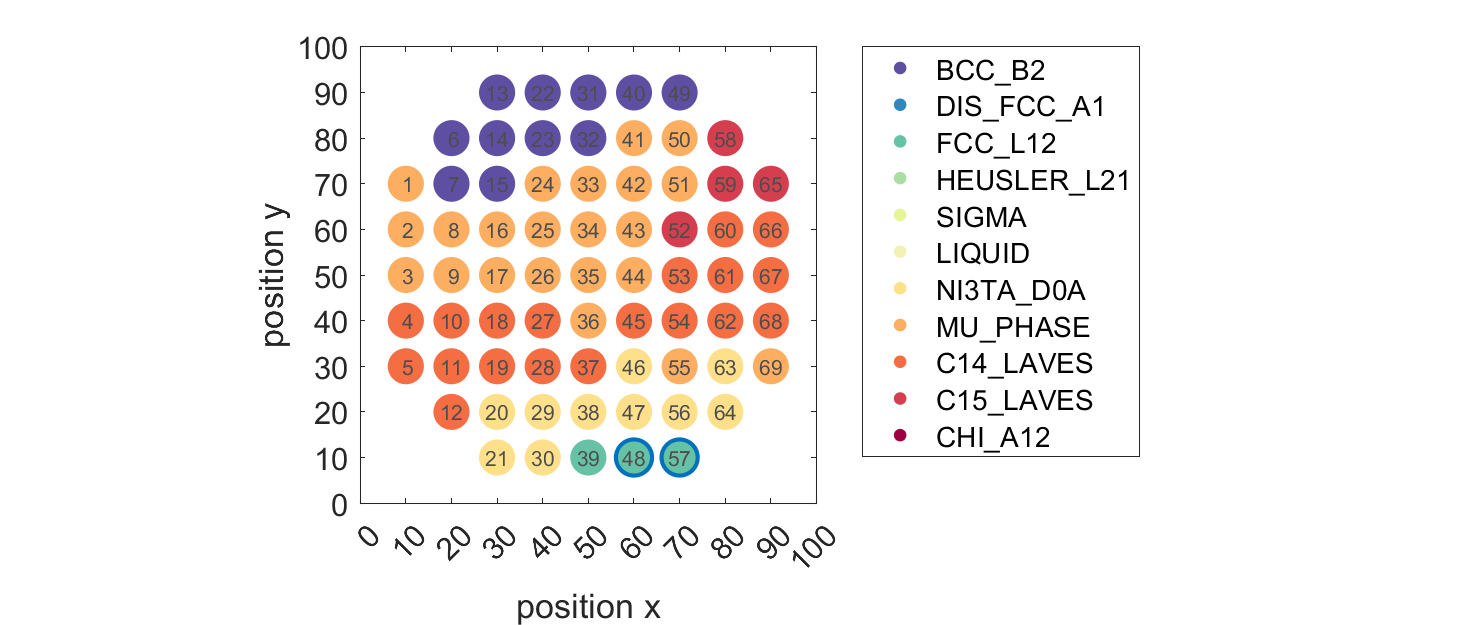 100
90
80
70
60
50
40
30
20
10
0
position y
13 22 31 40 49
6 14 23 32 41 50 58
1 7 15 24 33 42 51 59 65
2 8 16 25 34 43 52 60 66
3 9 17 26 35 44 53 61 67
4 10 18 27 36 45 54 62 68
5 11 19 28 37 46 55 63 69
12 20 29 38 47 56 64
21 30 39 48 57
0 10 20 30 40 50 60 70 80 90 100
position x
BCC_B2
DIS_FCC_A1
FCC_L12
HEUSLER_L21
SIGMA
LIQUID
NI3TA_D0A
MU_PHASE
C14_LAVES
C15_LAVES
CHI_A12